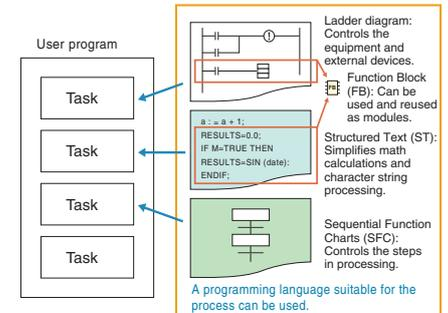 User program
Task
Task
Task
Task
a : = a + 1;
RESULTS=0.0;
IF M=TRUE THEN
RESULTS=SIN (date):
ENDIF;
Ladder diagram:
Controls the
equipment and
external devices.
FB
Function Block
(FB): Can be
used and reused
as modules.
Structured Text (ST):
Simplifies math
calculations and
character string
processing.
Sequential Function
Charts (SFC):
Controls the steps
in processing.
A programming language suitable for the
process can be used.